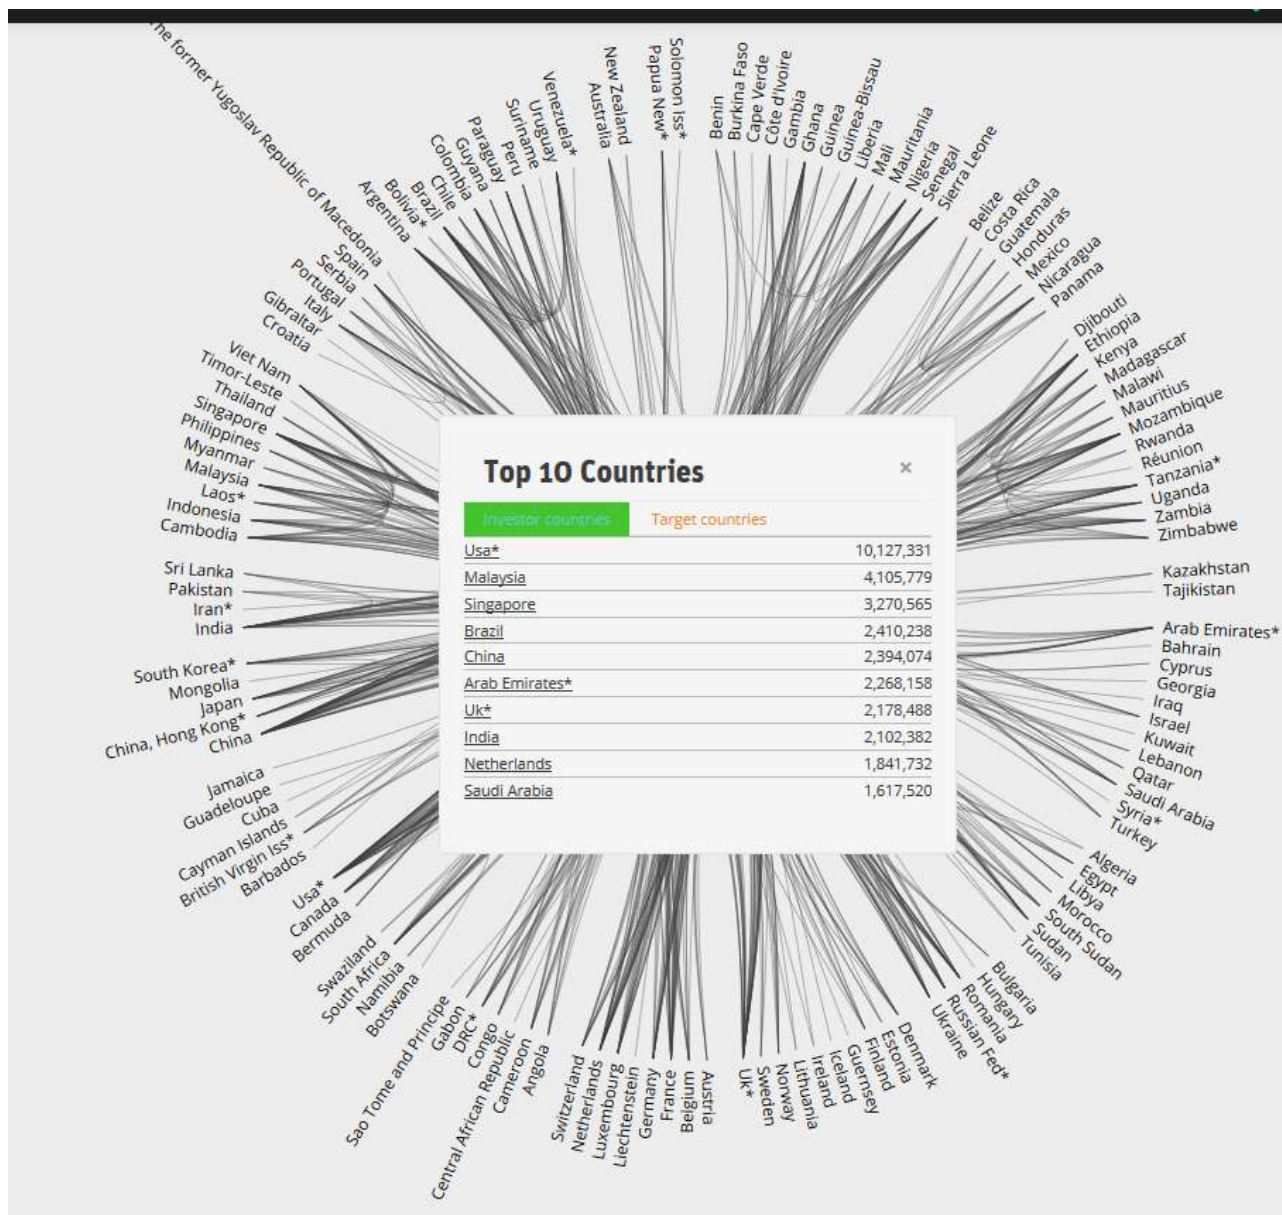 The former Yugoslav Republic of Macedonia
Spain
Serbia
Portugal
Italy
Gibraltar
Croatia
Argentina
Bolivia*
Brazil
Chile
Colombia
Guyana
Paraguay
Peru
Suriname
Uruguay
Venezuela*
Australia
New Zealand
Papua New*
Solomon Iss*
Benin
Burkina Faso
Cape Verde
Côte d'Ivoire
Gambia
Ghana
Guinea
Guinea-Bissau
Liberia
Mali
Mauritania
Nigeria
Senegal
Sierra Leone
Belize
Costa Rica
Guatemala
Honduras
Mexico
Nicaragua
Panama
Djibouti
Ethiopia
Kenya
Madagascar
Malawi
Mauritius
Mozambique
Rwanda
Réunion
Tanzania*
Uganda
Zambia
Zimbabwe
Kazakhstan
Tajikistan
Arab Emirates*
Bahrain
Cyprus
Georgia
Iraq
Israel
Kuwait
Lebanon
Qatar
Saudi Arabia
Syria*
Turkey
Algeria
Egypt
Libya
Morocco
South Sudan
Sudan
Tunisia
Bulgaria
Hungary
Romania
Russian Fed*
Ukraine
Denmark
Estonia
Finland
Guernsey
Iceland
Ireland
Lithuania
Norway
Sweden
Uk*
Austria
Belgium
France
Germany
Liechtenstein
Luxembourg
Netherlands
Switzerland
Angola
Cameroon
Central African Republic
Congo
DRC*
Gabon
Sao Tome and Principe
Botswana
Namibia
South Africa
Swaziland
Bermuda
Canada
Usa*
Barbados
British Virgin Iss*
Cayman Islands
Cuba
Guadeloupe
Jamaica
China
China, Hong Kong*
Japan
Mongolia
South Korea*
India
Iran*
Pakistan
Sri Lanka
Cambodia
Indonesia
Laos*
Malaysia
Myanmar
Philippines
Singapore
Thailand
Timor-Leste
Viet Nam
Top 10 Countries ×
Investor countries Target countries
Usa* 10,127,331
Malaysia 4,105,779
Singapore 3,270,565
Brazil 2,410,238
China 2,394,074
Arab Emirates* 2,268,158
Uk* 2,178,488
India 2,102,382
Netherlands 1,841,732
Saudi Arabia 1,617,520